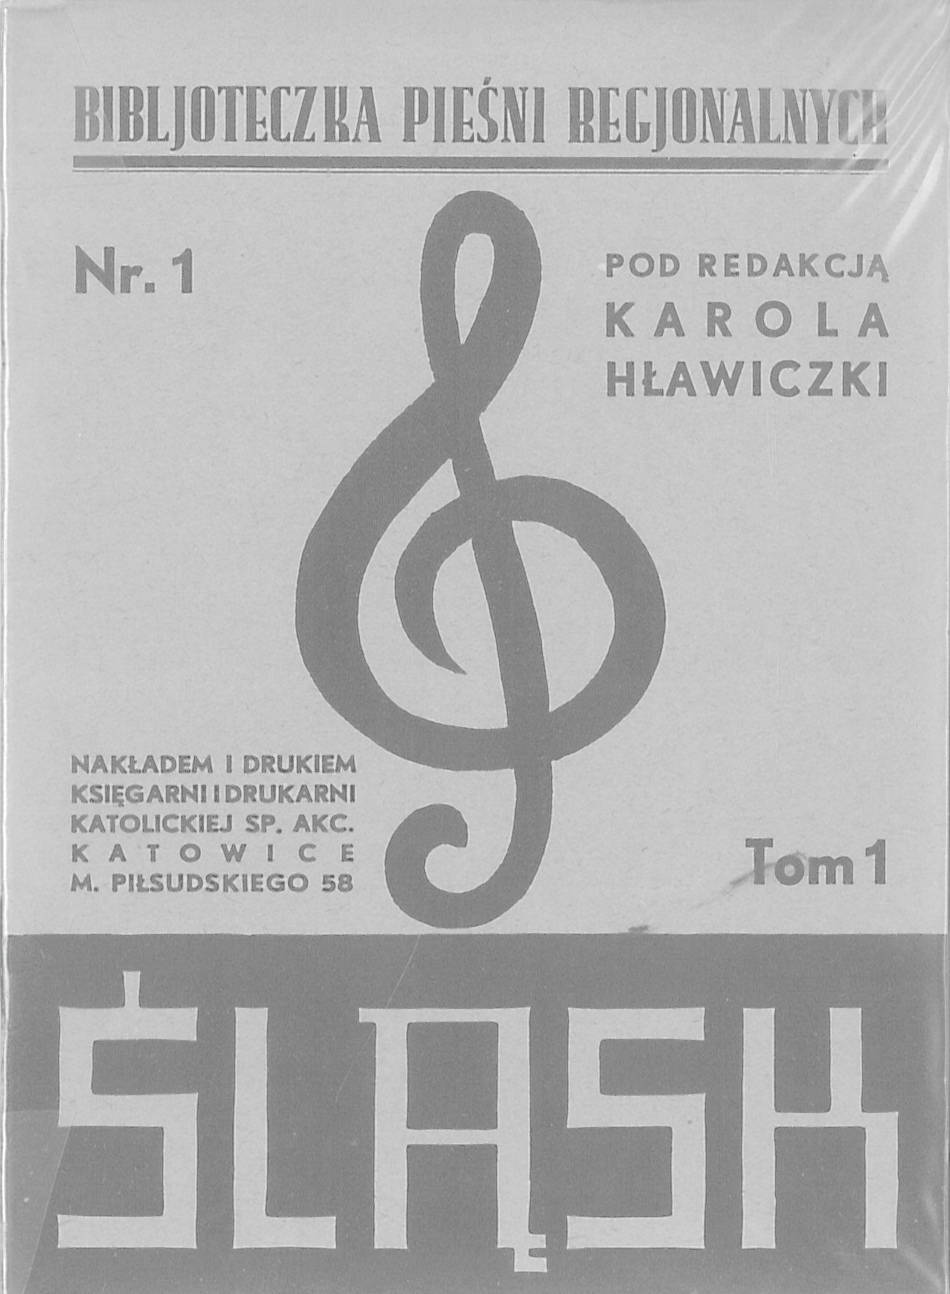 BIBLJOTECZKA PIEŚNI REGJONALNYCH
Nr. 1
POD REDAKCJĄ
KAROLA
HŁAWICZKI
NAKŁADEM I DRUKIEM
KSIĘGARNI I DRUKARNI
KATOLICKIEJ SP. AKC.
KATOWICE
M. PIŁSUDSKIEGO 58
Tom 1
ŚLĄSK